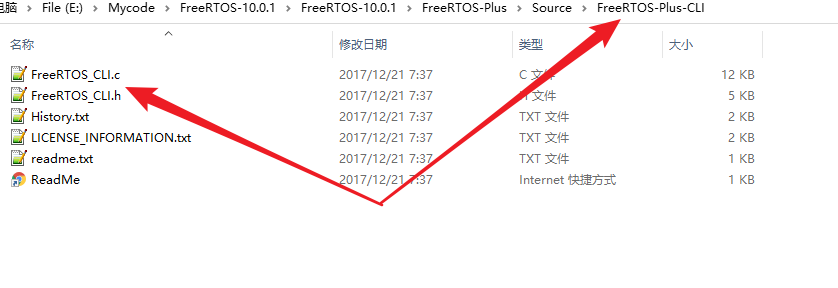 电脑 > File (E:) > Mycode > FreeRTOS-10.0.1 > FreeRTOS-10.0.1 > FreeRTOS-Plus > Source > FreeRTOS-Plus-CLI
名称 修改日期 类型 大小
FreeRTOS_CLI.c 2017/12/21 7:37 C 文件 12 KB
FreeRTOS_CLI.h 2017/12/21 7:37 文件 5 KB
History.txt 2017/12/21 7:37 TXT 文件 2 KB
LICENSE_INFORMATION.txt 2017/12/21 7:37 TXT 文件 2 KB
readme.txt 2017/12/21 7:37 TXT 文件 1 KB
ReadMe 2017/12/21 7:37 Internet 快捷方式 1 KB